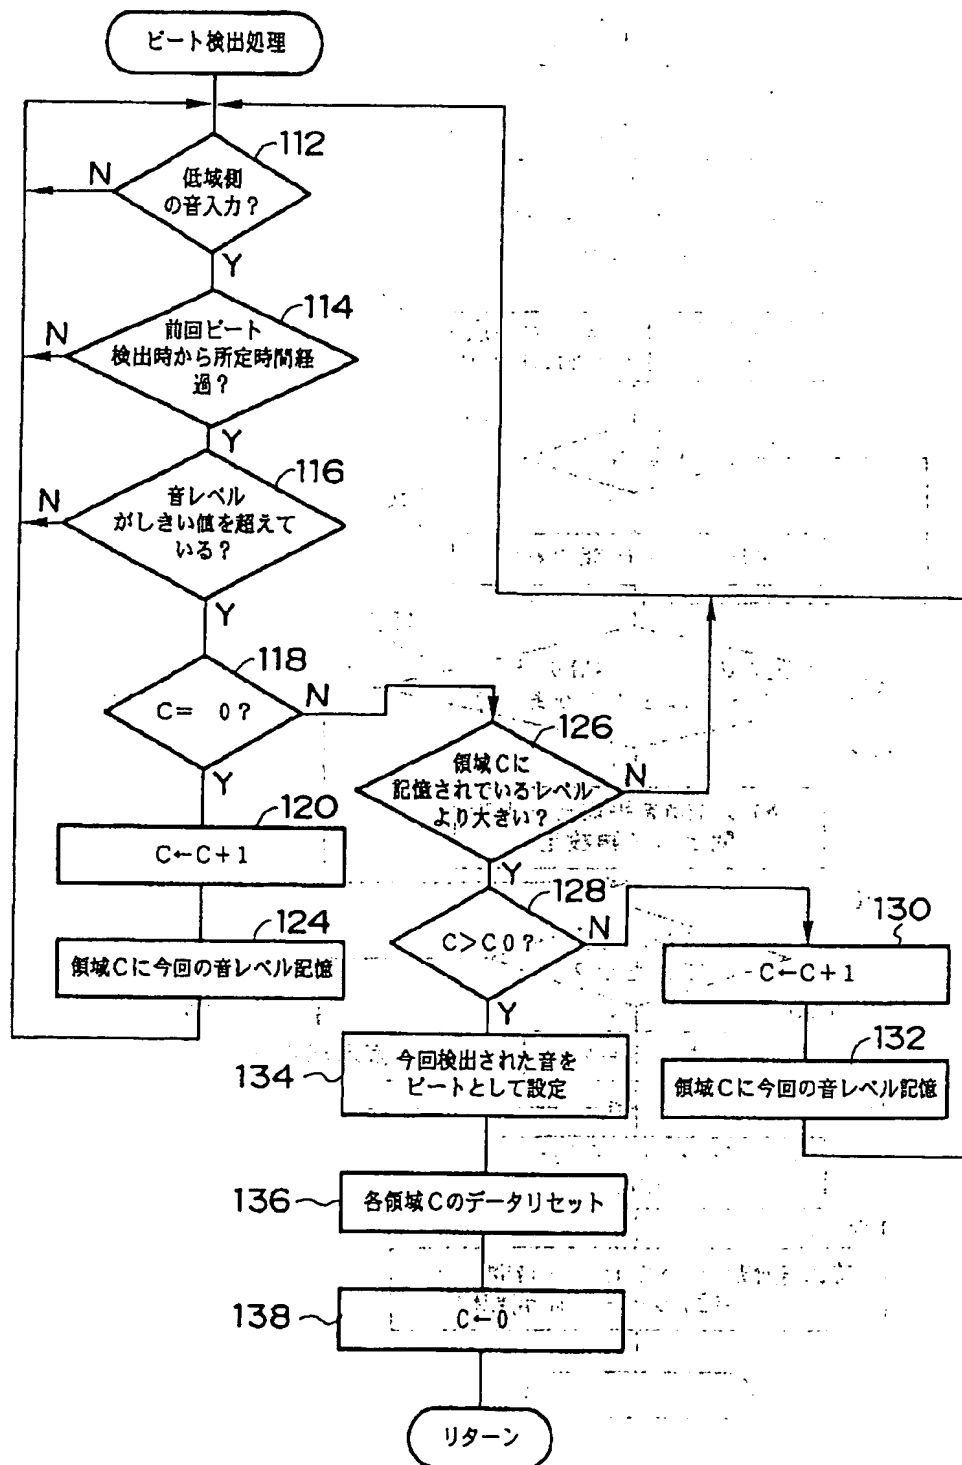 ビート検出処理
112
N
低域側
の音入力?
Y
114
N
前回ビート
検出時から所定時間経
過?
Y
116
N
音レベル
がしきい値を超えて
いる?
Y
118
C= 0?
N
Y
126
領域Cに
記憶されているレベル
より大きい?
N
Y
120
C←C+1
124
領域Cに今回の音レベル記憶
128
C>C0?
N
Y
130
C←C+1
132
領域Cに今回の音レベル記憶
134
今回検出された音を
ビートとして設定
136
各領域Cのデータリセット
138
C←0
リターン